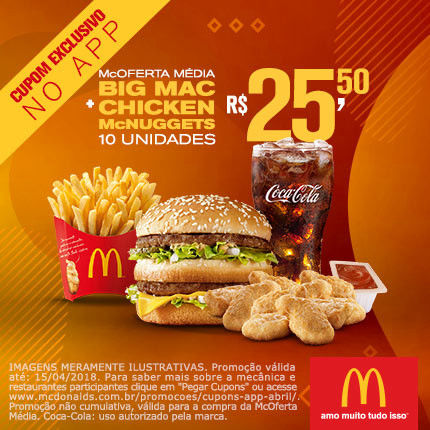 CUPOM EXCLUSIVO
NO APP
McOFERTA MÉDIA
BIG MAC
+ CHICKEN
McNUGGETS
10 UNIDADES
R$ 25,50
Coca-Cola
IMAGENS MERAMENTE ILUSTRATIVAS. Promoção válida
até: 15/04/2018. Para saber mais sobre a mecânica e
restaurantes participantes clique em "Pegar Cupons" ou acesse
www.mcdonalds.com.br/promocoes/cupons-app-abril/
Promoção não cumulativa, válida para a compra da McOferta
Média. Coca-Cola: uso autorizado pela marca.
amo muito tudo isso